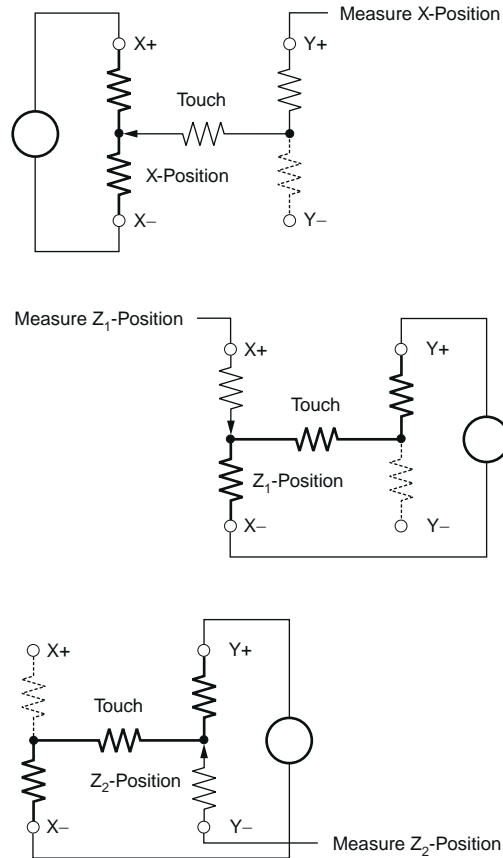 Measure X-Position
X+
Y+
Touch
X-Position
X–
Y–
Measure Z1-Position
X+
Y+
Touch
Z1-Position
X–
Y–
X+
Y+
Touch
Z2-Position
X–
Y–
Measure Z2-Position